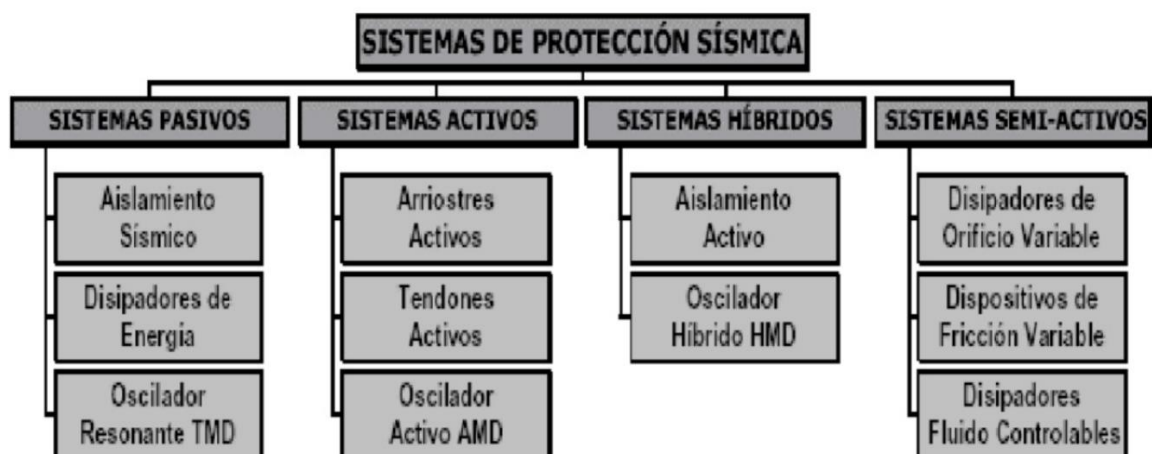 SISTEMAS DE PROTECCIÓN SÍSMICA
SISTEMAS PASIVOS
Aislamiento
Sísmico
Disipadores de
Energía
Oscilador
Resonante TMD
SISTEMAS ACTIVOS
Arriostres
Activos
Tendones
Activos
Oscilador
Activo AMD
SISTEMAS HÍBRIDOS
Aislamiento
Activo
Oscilador
Híbrido HMD
SISTEMAS SEMI-ACTIVOS
Disipadores de
Orificio Variable
Dispositivos de
Fricción Variable
Disipadores
Fluido Controlables